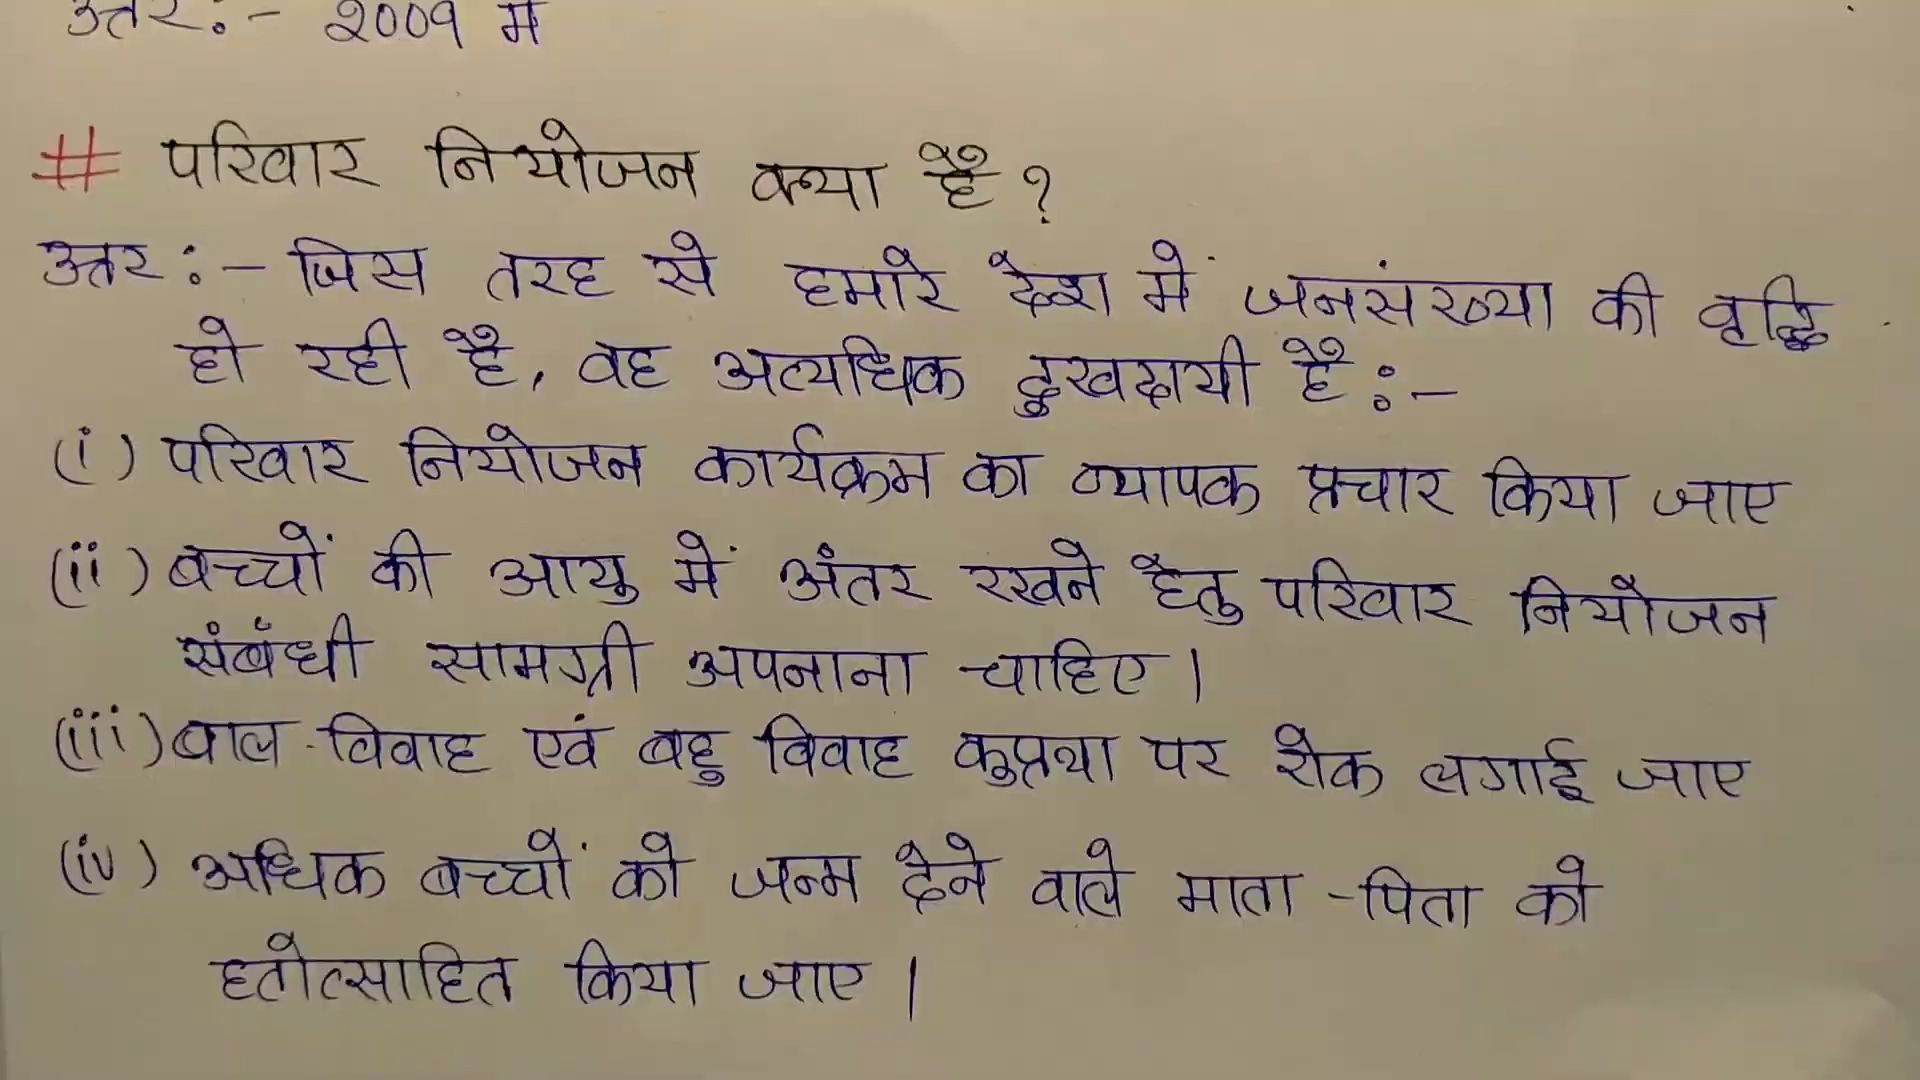 उत्तर :- 2009 में
# परिवार नियोजन क्या है ?
उत्तर :- जिस तरह से हमारे देश में जनसंख्या की वृद्धि
हो रही है, वह अत्यधिक दुखदायी है :-
(i) परिवार नियोजन कार्यक्रम का व्यापक प्रचार किया जाए
(ii) बच्चों की आयु में अंतर रखने हेतु परिवार नियोजन
संबंधी सामग्री अपनाना चाहिए ।
(iii) बाल-विवाह एवं बहु विवाह कुप्रथा पर रोक लगाई जाए
(iv) अधिक बच्चों को जन्म देने वाले माता-पिता को
हतोत्साहित किया जाए ।